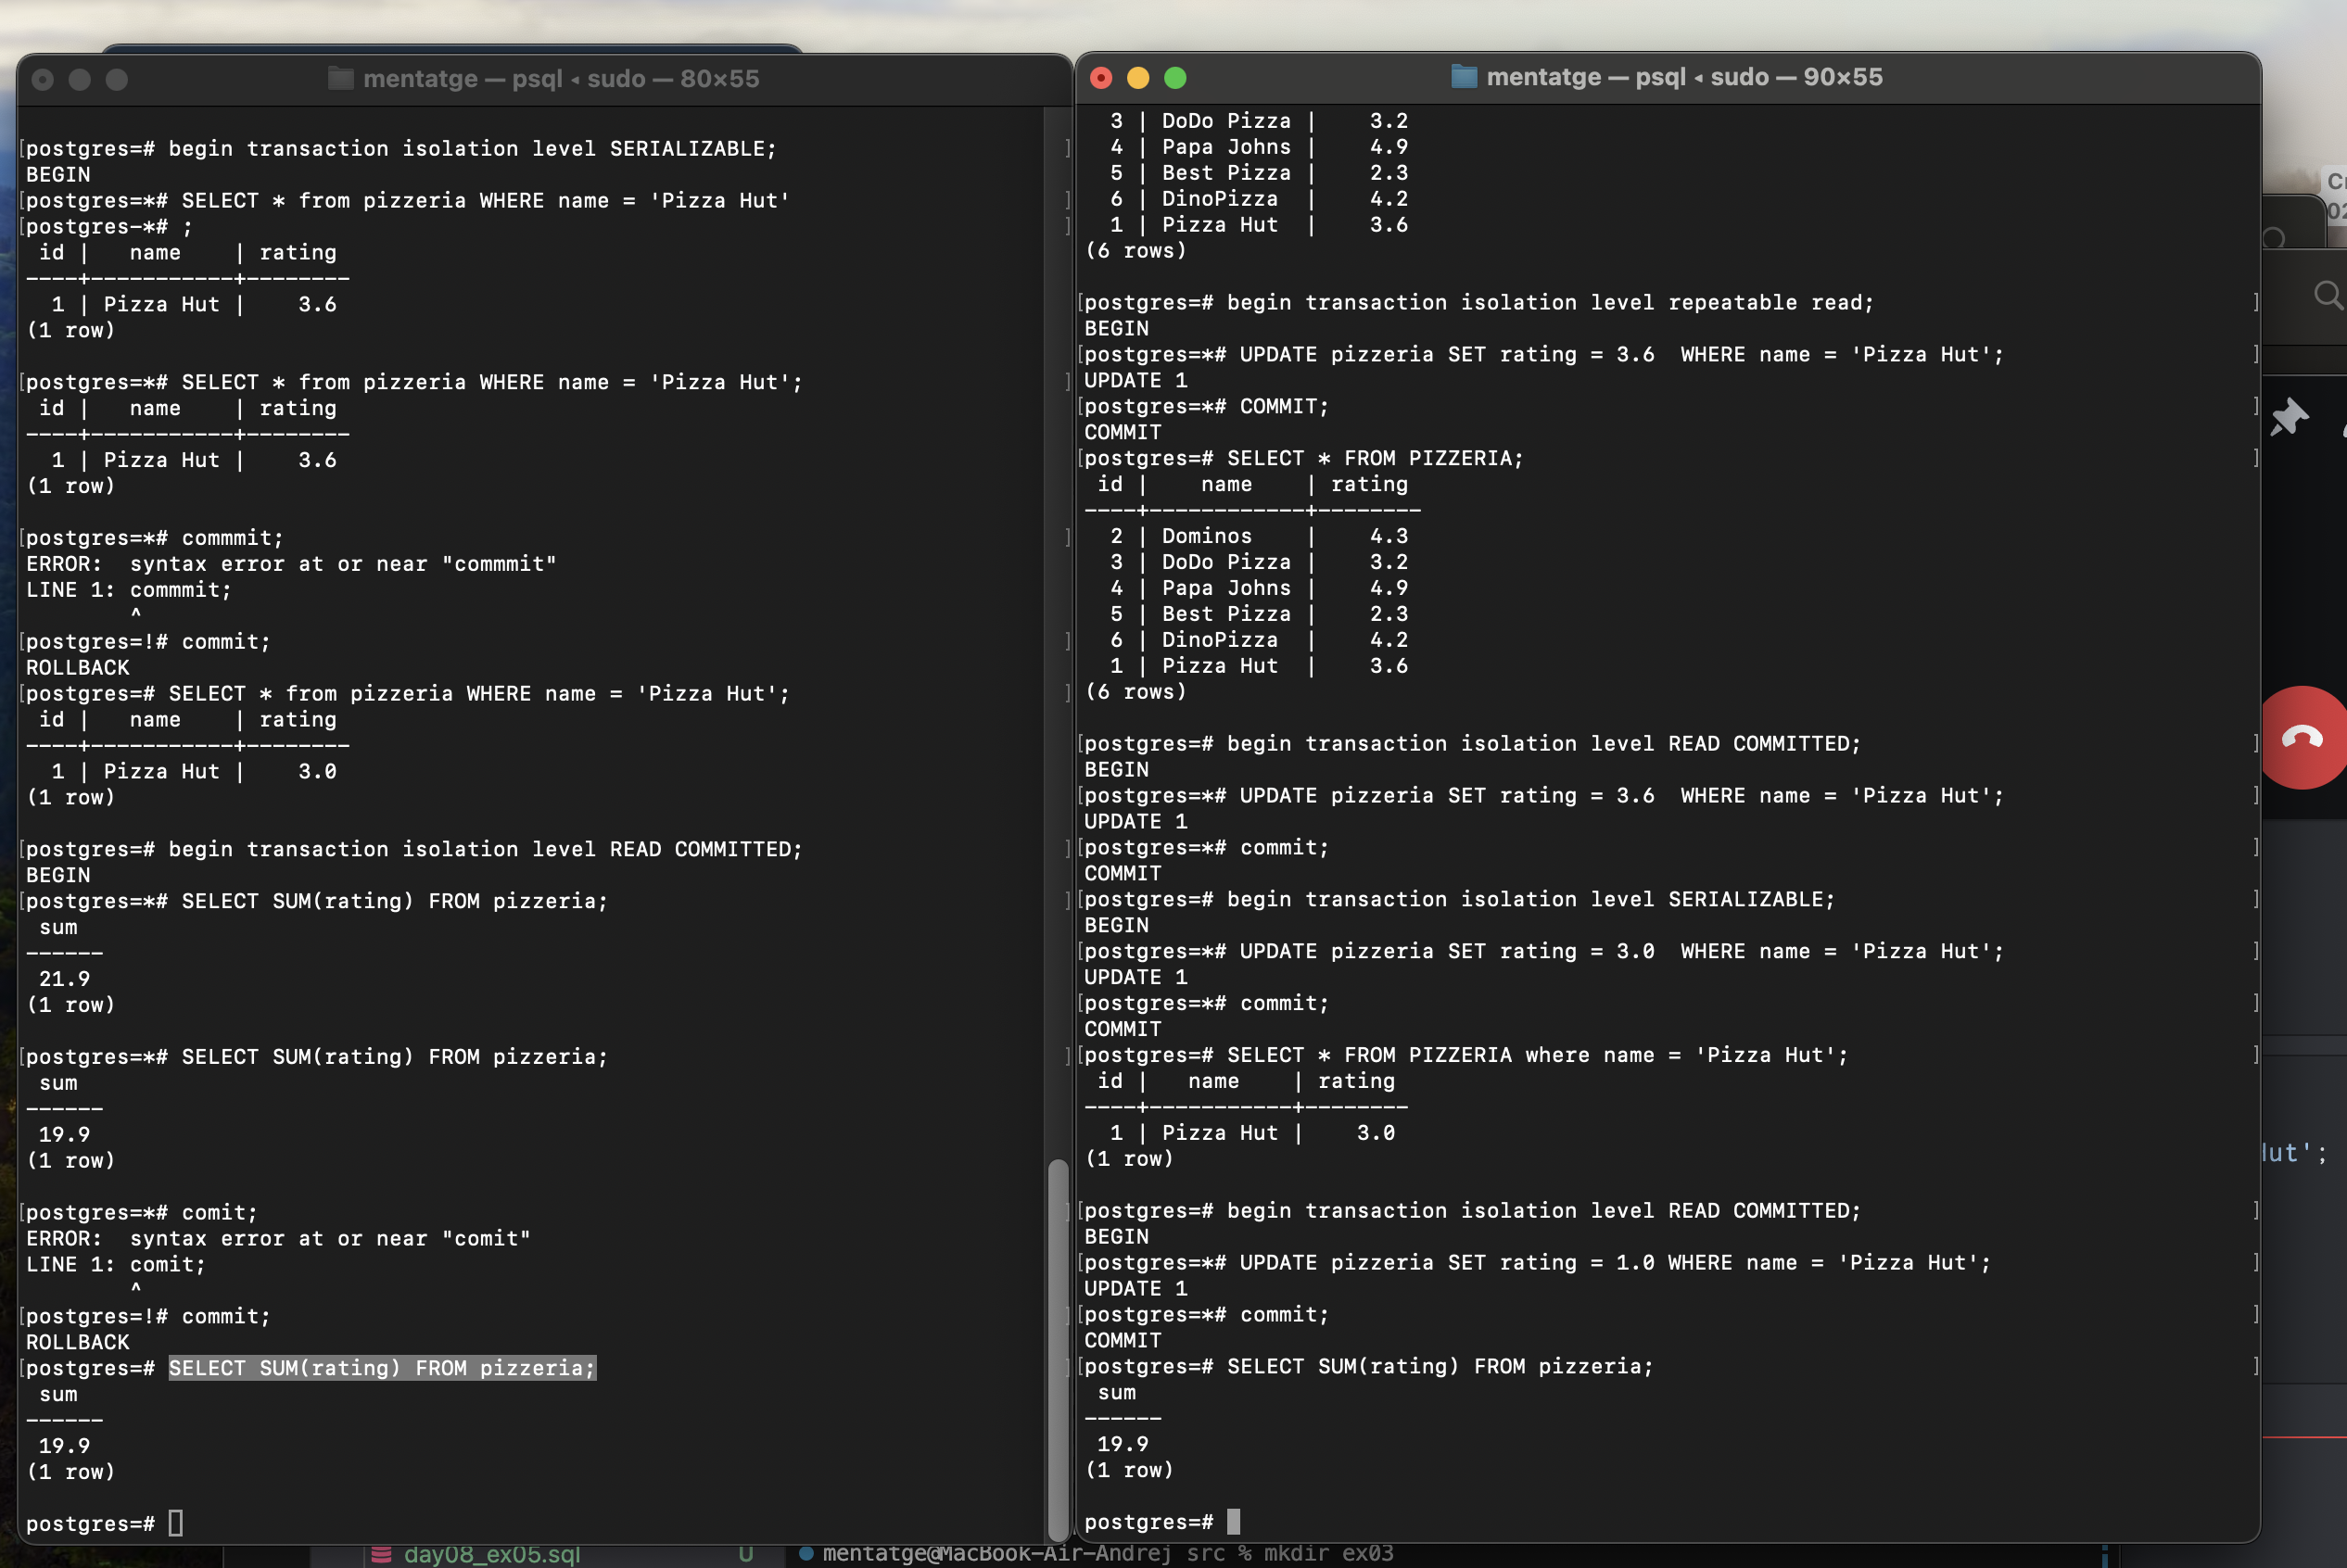 mentatge — psql ◂ sudo — 80×55
[postgres=# begin transaction isolation level SERIALIZABLE; ]
BEGIN
[postgres=*# SELECT * from pizzeria WHERE name = 'Pizza Hut' ]
[postgres-*# ; ]
 id |   name    | rating
----+-----------+--------
  1 | Pizza Hut |    3.6
(1 row)
[postgres=*# SELECT * from pizzeria WHERE name = 'Pizza Hut'; ]
 id |   name    | rating
----+-----------+--------
  1 | Pizza Hut |    3.6
(1 row)
[postgres=*# commmit; ]
ERROR:  syntax error at or near "commmit"
LINE 1: commmit;
        ^
[postgres=!# commit; ]
ROLLBACK
[postgres=# SELECT * from pizzeria WHERE name = 'Pizza Hut'; ]
 id |   name    | rating
----+-----------+--------
  1 | Pizza Hut |    3.0
(1 row)
[postgres=# begin transaction isolation level READ COMMITTED; ]
BEGIN
[postgres=*# SELECT SUM(rating) FROM pizzeria; ]
 sum
------
 21.9
(1 row)
[postgres=*# SELECT SUM(rating) FROM pizzeria; ]
 sum
------
 19.9
(1 row)
[postgres=*# comit; ]
ERROR:  syntax error at or near "comit"
LINE 1: comit;
        ^
[postgres=!# commit; ]
ROLLBACK
[postgres=# SELECT SUM(rating) FROM pizzeria; ]
 sum
------
 19.9
(1 row)
postgres=#
mentatge — psql ◂ sudo — 90×55
  3 | DoDo Pizza |    3.2
  4 | Papa Johns |    4.9
  5 | Best Pizza |    2.3
  6 | DinoPizza  |    4.2
  1 | Pizza Hut  |    3.6
(6 rows)
[postgres=# begin transaction isolation level repeatable read; ]
BEGIN
[postgres=*# UPDATE pizzeria SET rating = 3.6  WHERE name = 'Pizza Hut'; ]
UPDATE 1
[postgres=*# COMMIT; ]
COMMIT
[postgres=# SELECT * FROM PIZZERIA; ]
 id |    name    | rating
----+------------+--------
  2 | Dominos    |    4.3
  3 | DoDo Pizza |    3.2
  4 | Papa Johns |    4.9
  5 | Best Pizza |    2.3
  6 | DinoPizza  |    4.2
  1 | Pizza Hut  |    3.6
(6 rows)
[postgres=# begin transaction isolation level READ COMMITTED; ]
BEGIN
[postgres=*# UPDATE pizzeria SET rating = 3.6  WHERE name = 'Pizza Hut'; ]
UPDATE 1
[postgres=*# commit; ]
COMMIT
[postgres=# begin transaction isolation level SERIALIZABLE; ]
BEGIN
[postgres=*# UPDATE pizzeria SET rating = 3.0  WHERE name = 'Pizza Hut'; ]
UPDATE 1
[postgres=*# commit; ]
COMMIT
[postgres=# SELECT * FROM PIZZERIA where name = 'Pizza Hut'; ]
 id |   name    | rating
----+-----------+--------
  1 | Pizza Hut |    3.0
(1 row)
[postgres=# begin transaction isolation level READ COMMITTED; ]
BEGIN
[postgres=*# UPDATE pizzeria SET rating = 1.0 WHERE name = 'Pizza Hut'; ]
UPDATE 1
[postgres=*# commit; ]
COMMIT
[postgres=# SELECT SUM(rating) FROM pizzeria; ]
 sum
------
 19.9
(1 row)
postgres=#
day08_ex05.sql U
mentatge@MacBook-Air-Andrej src % mkdir ex03